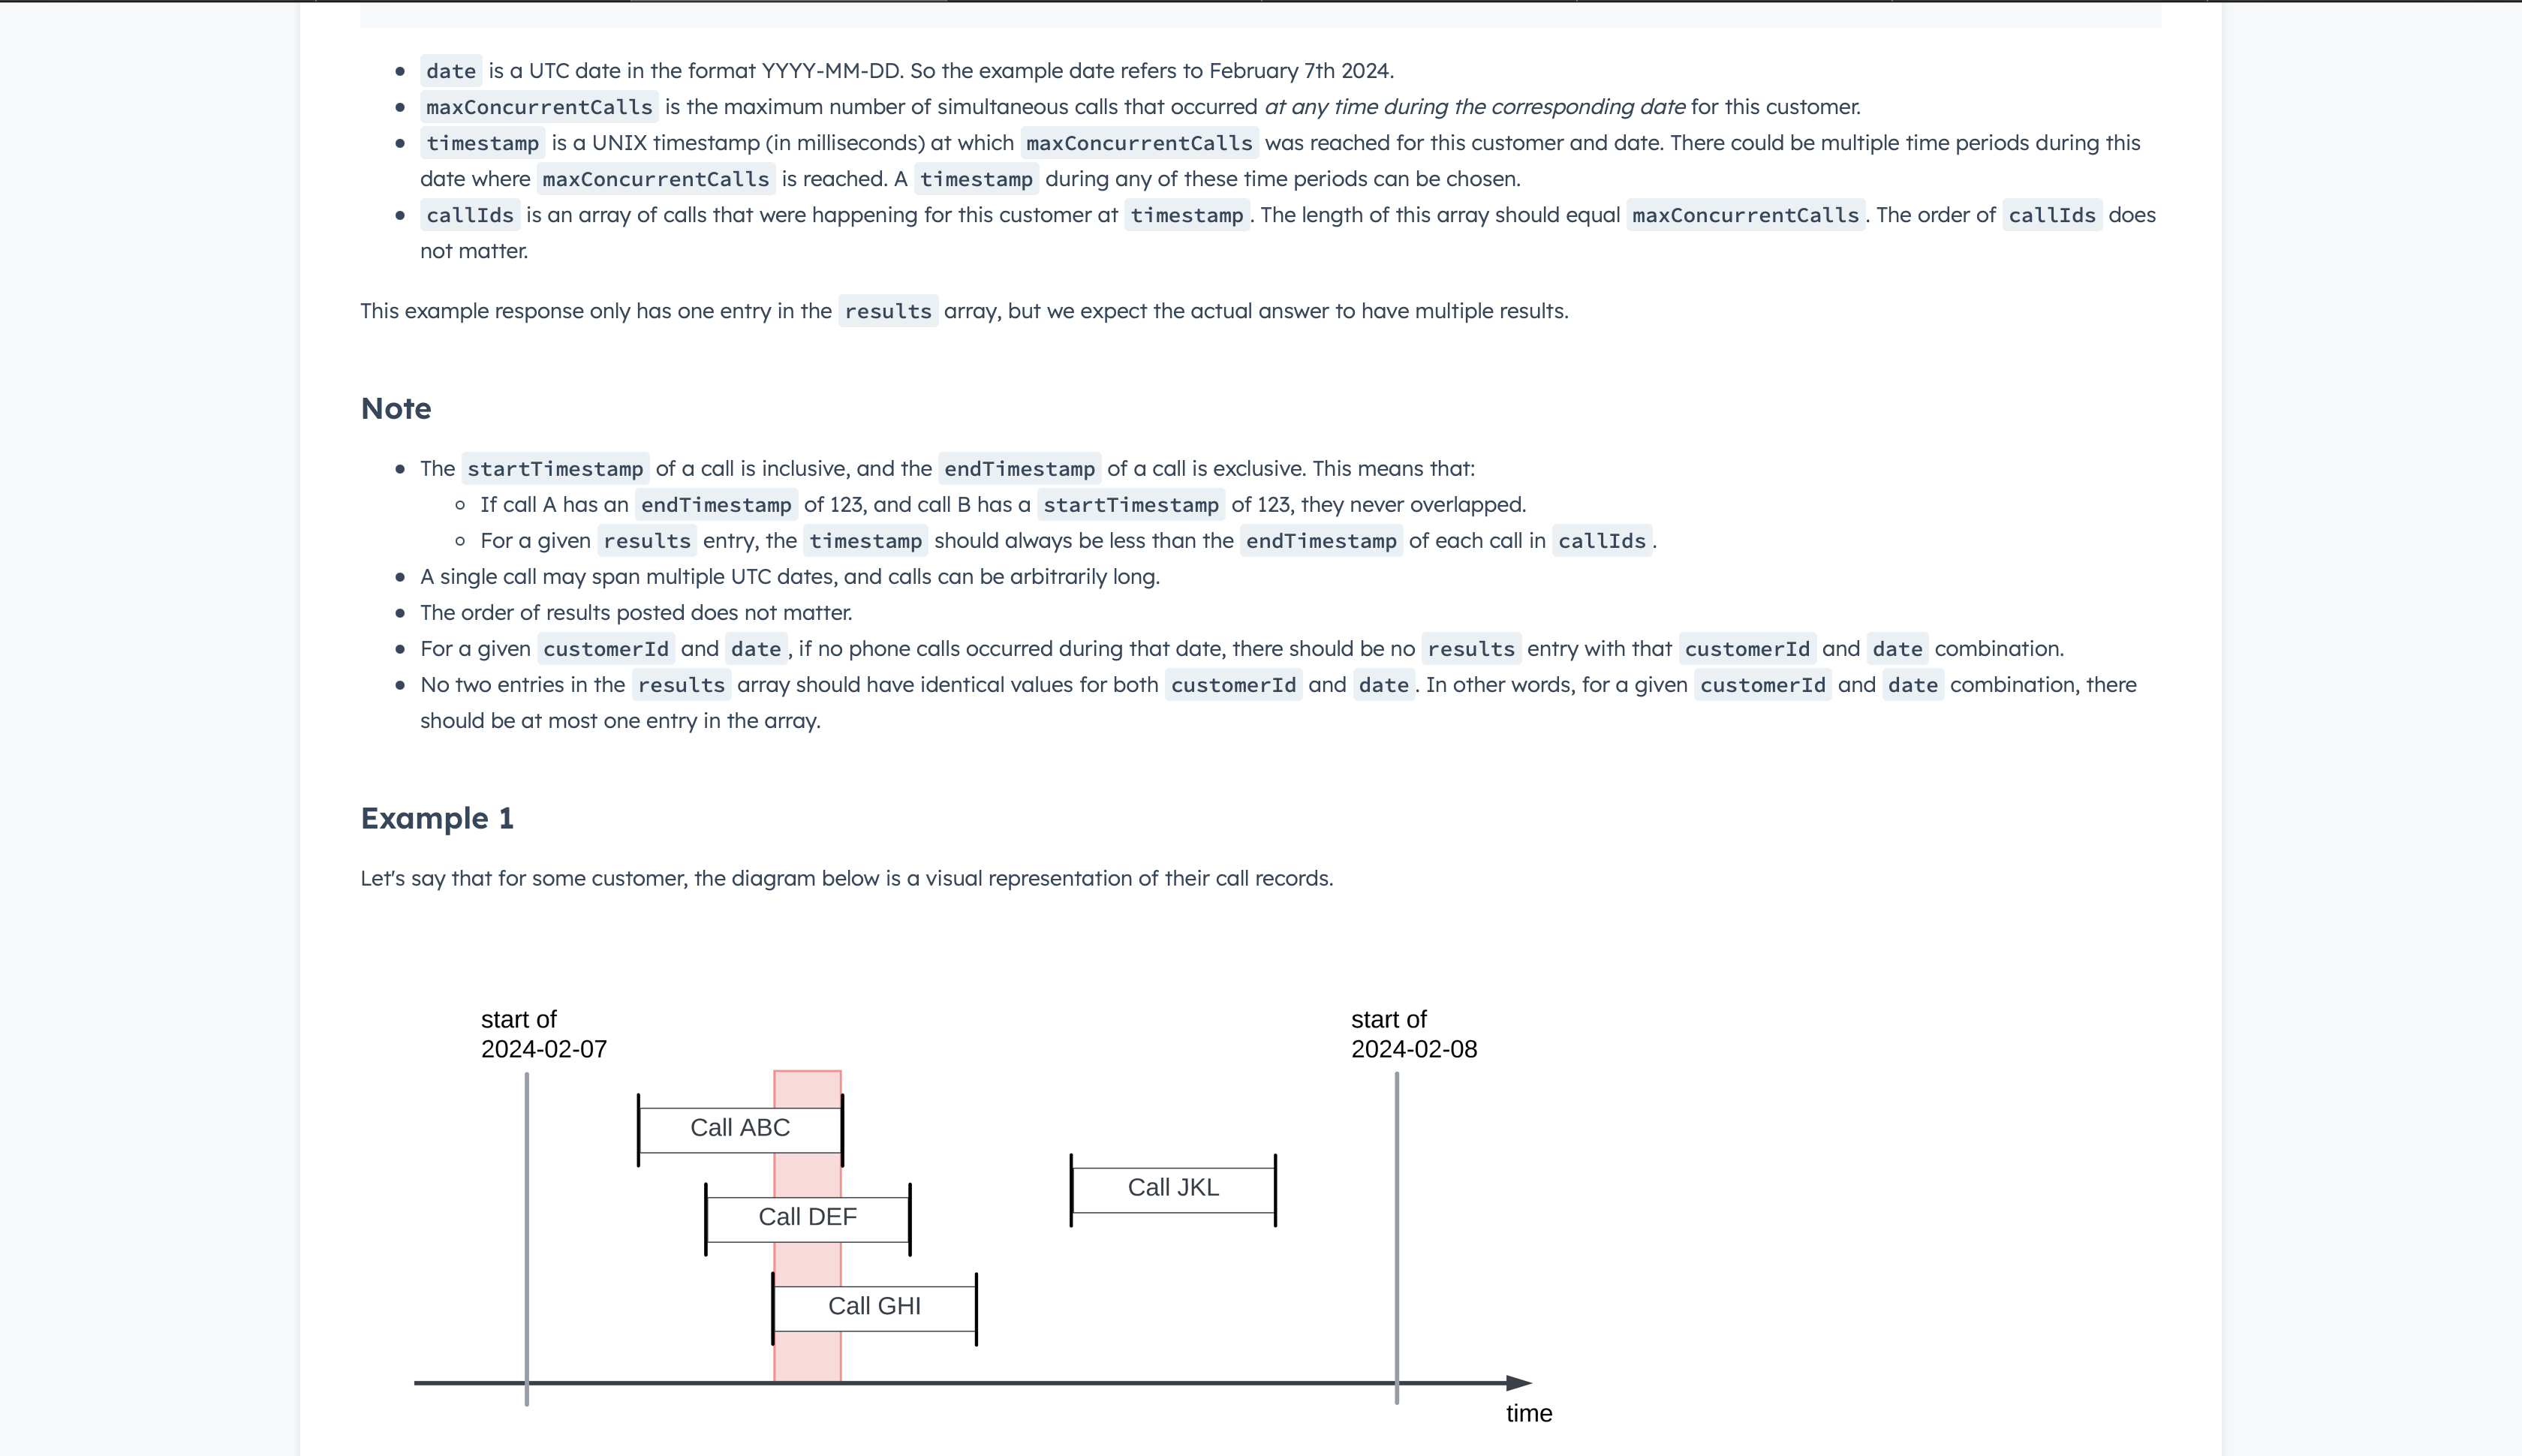 date is a UTC date in the format YYYY-MM-DD. So the example date refers to February 7th 2024.
maxConcurrentCalls is the maximum number of simultaneous calls that occurred at any time during the corresponding date for this customer.
timestamp is a UNIX timestamp (in milliseconds) at which maxConcurrentCalls was reached for this customer and date. There could be multiple time periods during this
date where maxConcurrentCalls is reached. A timestamp during any of these time periods can be chosen.
callIds is an array of calls that were happening for this customer at timestamp. The length of this array should equal maxConcurrentCalls. The order of callIds does
not matter.
This example response only has one entry in the results array, but we expect the actual answer to have multiple results.
Note
The startTimestamp of a call is inclusive, and the endTimestamp of a call is exclusive. This means that:
If call A has an endTimestamp of 123, and call B has a startTimestamp of 123, they never overlapped.
For a given results entry, the timestamp should always be less than the endTimestamp of each call in callIds.
A single call may span multiple UTC dates, and calls can be arbitrarily long.
The order of results posted does not matter.
For a given customerId and date, if no phone calls occurred during that date, there should be no results entry with that customerId and date combination.
No two entries in the results array should have identical values for both customerId and date. In other words, for a given customerId and date combination, there
should be at most one entry in the array.
Example 1
Let's say that for some customer, the diagram below is a visual representation of their call records.
start of
2024-02-07
start of
2024-02-08
Call ABC
Call JKL
Call DEF
Call GHI
time